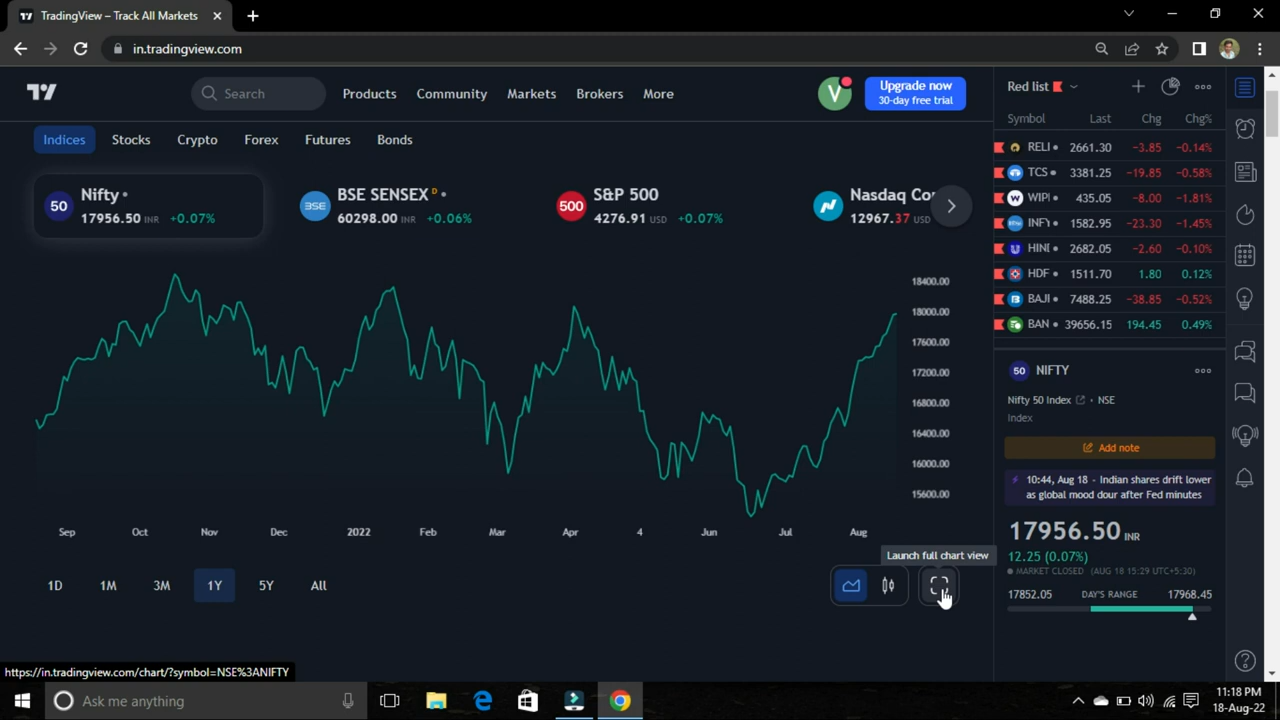 TradingView – Track All Markets
in.tradingview.com
Search
Products
Community
Markets
Brokers
More
V
Upgrade now
30-day free trial
Indices
Stocks
Crypto
Forex
Futures
Bonds
50
Nifty
17956.50 INR +0.07%
BSE
BSE SENSEX D
60298.00 INR +0.06%
500
S&P 500
4276.91 USD +0.07%
Nasdaq Co
12967.37 USD
18400.00
18000.00
17600.00
17200.00
16800.00
16400.00
16000.00
15600.00
Sep Oct Nov Dec 2022 Feb Mar Apr 4 Jun Jul Aug
Launch full chart view
1D 1M 3M 1Y 5Y All
Red list
Symbol Last Chg Chg%
RELI 2661.30 −3.85 −0.14%
TCS 3381.25 −19.85 −0.58%
WIPI 435.05 −8.00 −1.81%
INFY 1582.95 −23.30 −1.45%
HINI 2682.05 −2.60 −0.10%
HDF 1511.70 1.80 0.12%
BAJI 7488.25 −38.85 −0.52%
BAN 39656.15 194.45 0.49%
50 NIFTY
Nifty 50 Index • NSE
Index
Add note
10:44, Aug 18 - Indian shares drift lower
as global mood dour after Fed minutes
17956.50 INR
12.25 (0.07%)
MARKET CLOSED (AUG 18 15:29 UTC+5:30)
17852.05 DAY'S RANGE 17968.45
https://in.tradingview.com/chart/?symbol=NSE%3ANIFTY
Ask me anything
11:18 PM
18-Aug-22